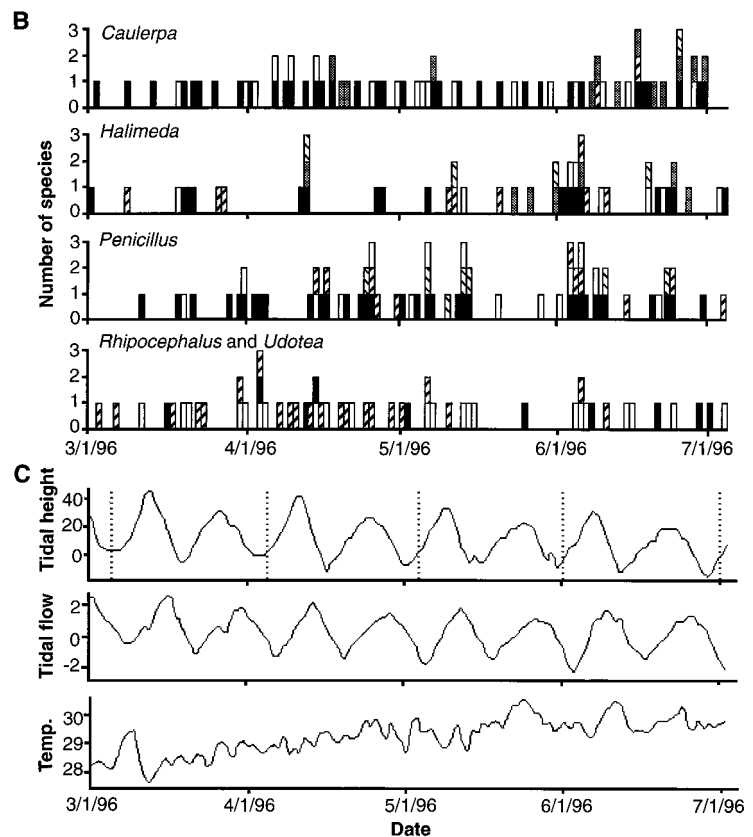 B
Number of species
Caulerpa
3
2
1
0
Halimeda
3
2
1
0
Penicillus
3
2
1
0
Rhipocephalus and Udotea
3
2
1
0
3/1/96 4/1/96 5/1/96 6/1/96 7/1/96
C
Tidal height
40
20
0
Tidal flow
2
0
-2
Temp.
30
29
28
3/1/96 4/1/96 5/1/96 6/1/96 7/1/96
Date